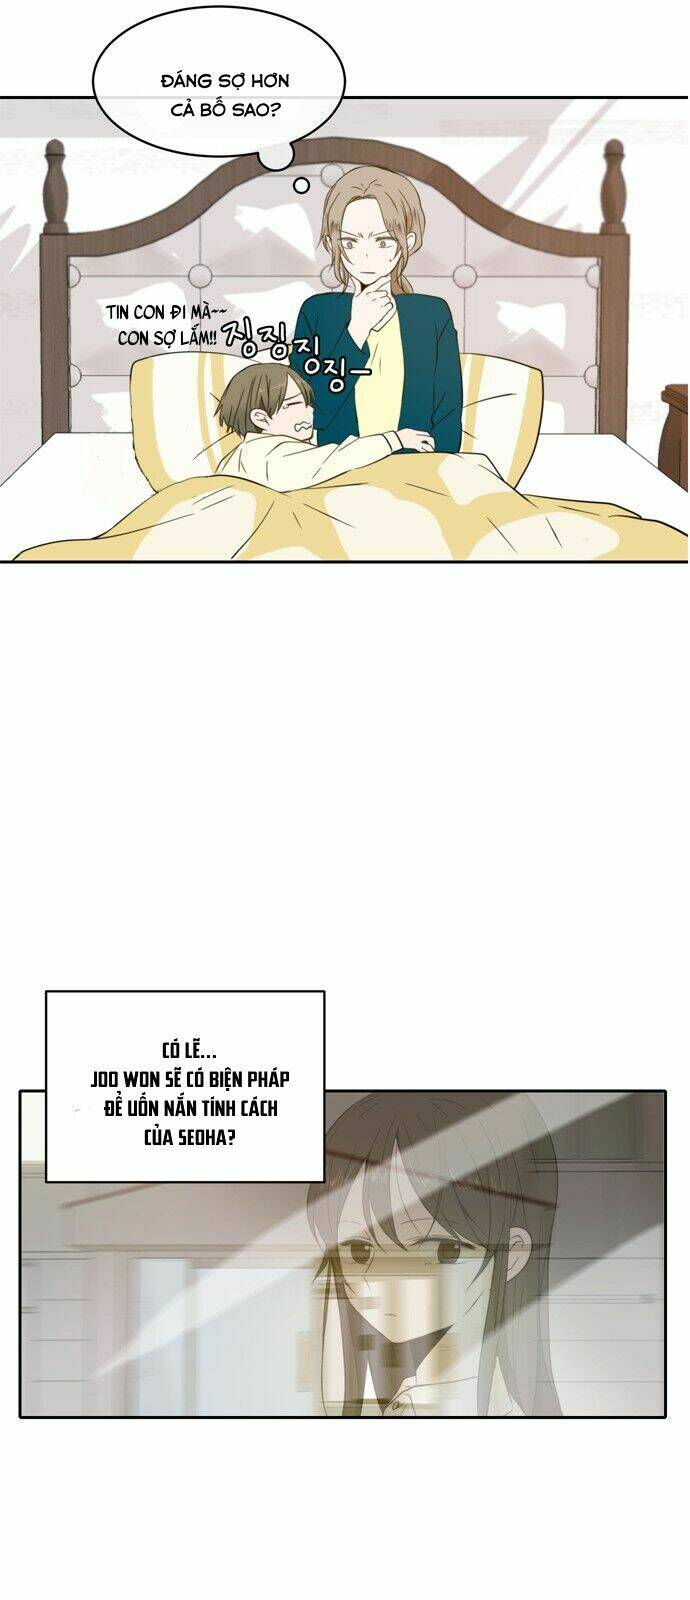 ĐÁNG SỢ HƠN
CẢ BỐ SAO?
TIN CON ĐI MÀ~~
CON SỢ LẮM!!
징징징징-
CÓ LẼ...
JOO WON SẼ CÓ BIỆN PHÁP
ĐỂ UỐN NẮN TÍNH CÁCH
CỦA SEOHA?